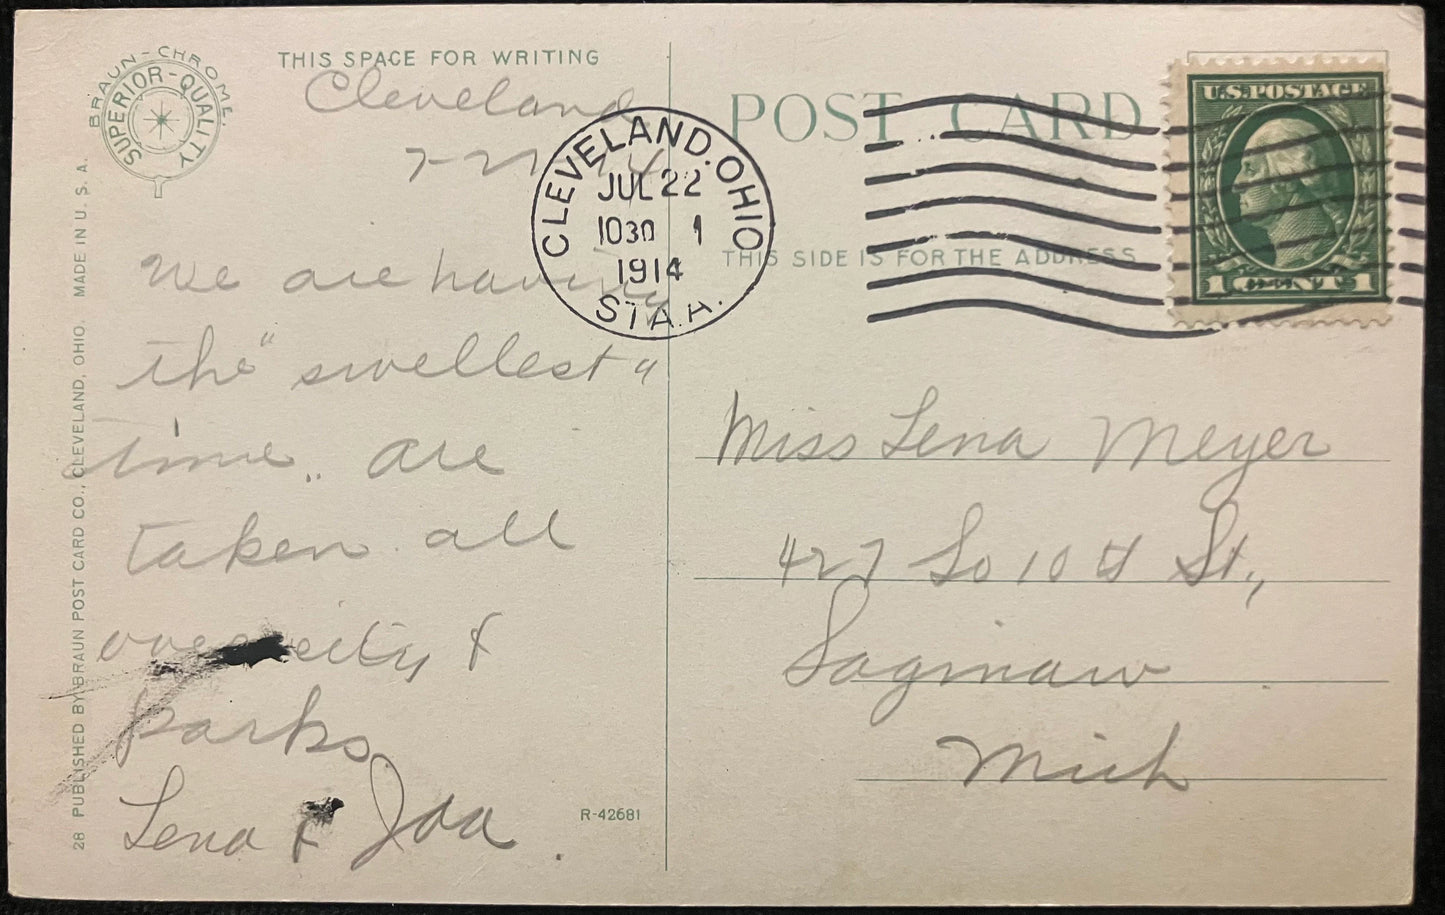 BRAUN-CHROME.
SUPERIOR-QUALITY
THIS SPACE FOR WRITING
Cleveland
We are having
the "swellest"
time.. are
taken all
over city &
parks
Lena &
28 PUBLISHED BY BRAUN POST CARD CO., CLEVELAND, OHIO. MADE IN U. S. A.
R-42681
CLEVELAND, OHIO
JUL 22
1030
1914
STA.A.
POST CARD
THIS SIDE IS FOR THE ADDRESS
U.S. POSTAGE
1 CENT 1
Miss Lena Meyer
427 So 10th St.,
Saginaw
Mich